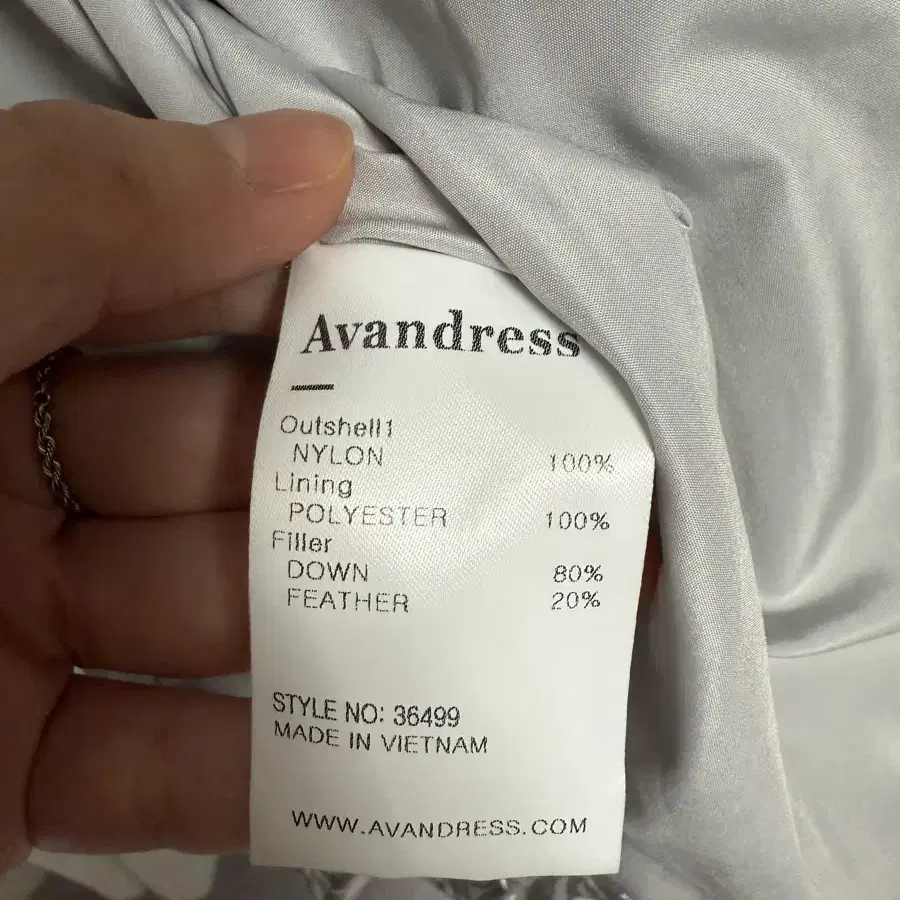 Avandress
Outshell1
NYLON 100%
Lining
POLYESTER 100%
Filler
DOWN 80%
FEATHER 20%
STYLE NO: 36499
MADE IN VIETNAM
WWW.AVANDRESS.COM